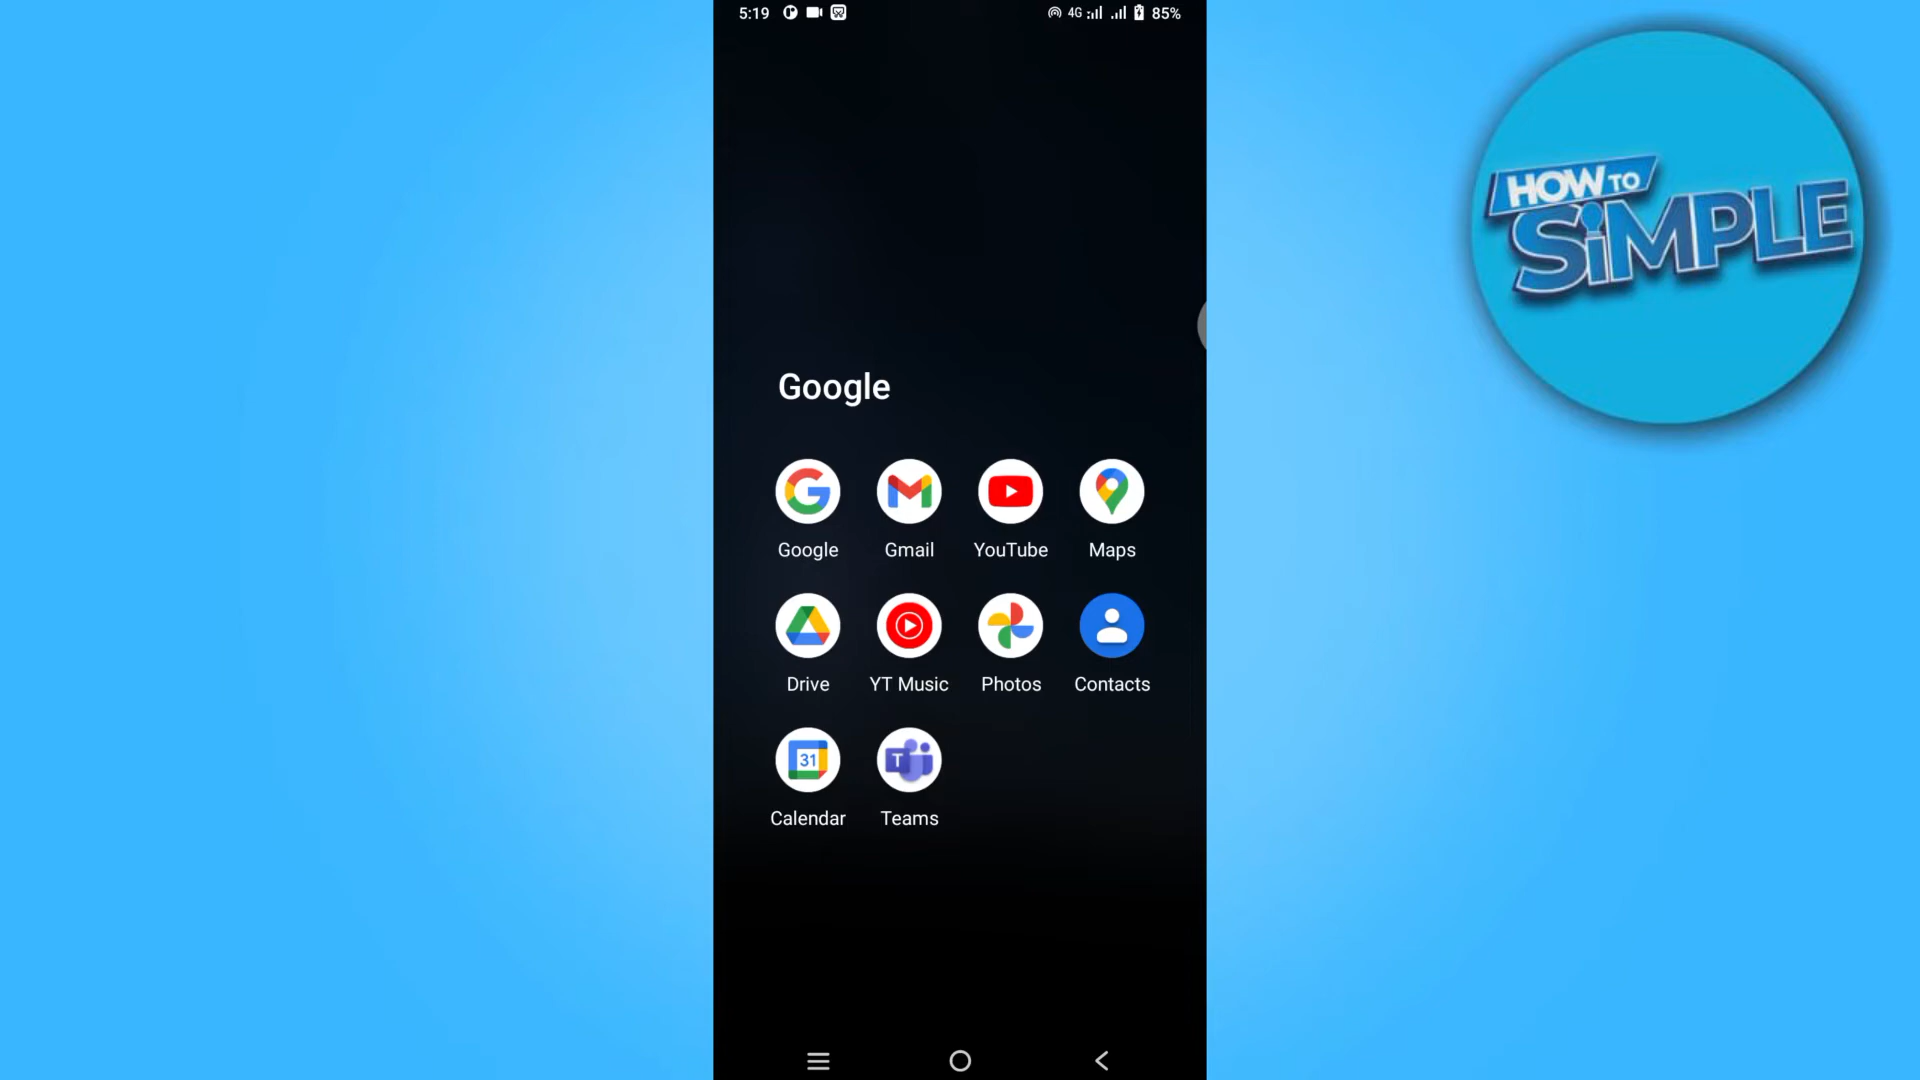 5:19 4G 85%
HOW TO
SiMPLE
Google
Google Gmail YouTube Maps
Drive YT Music Photos Contacts
31 T
Calendar Teams